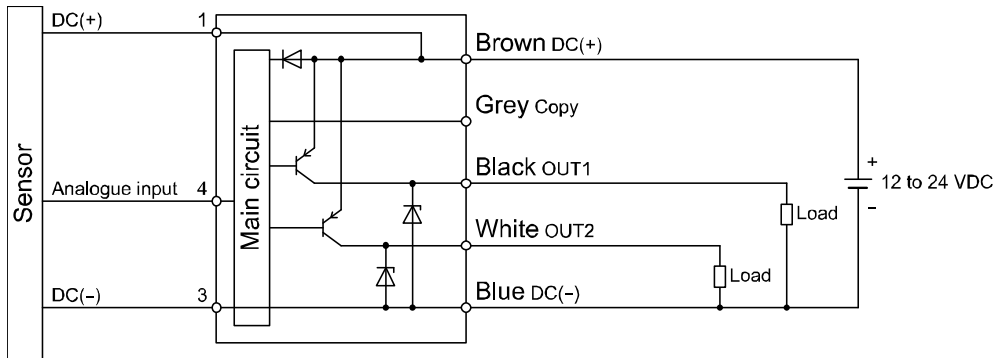 Sensor
DC(+)
1
Analogue input
4
DC(–)
3
Main circuit
Brown DC(+)
Grey Copy
Black OUT1
White OUT2
Blue DC(–)
Load
Load
+
12 to 24 VDC
–